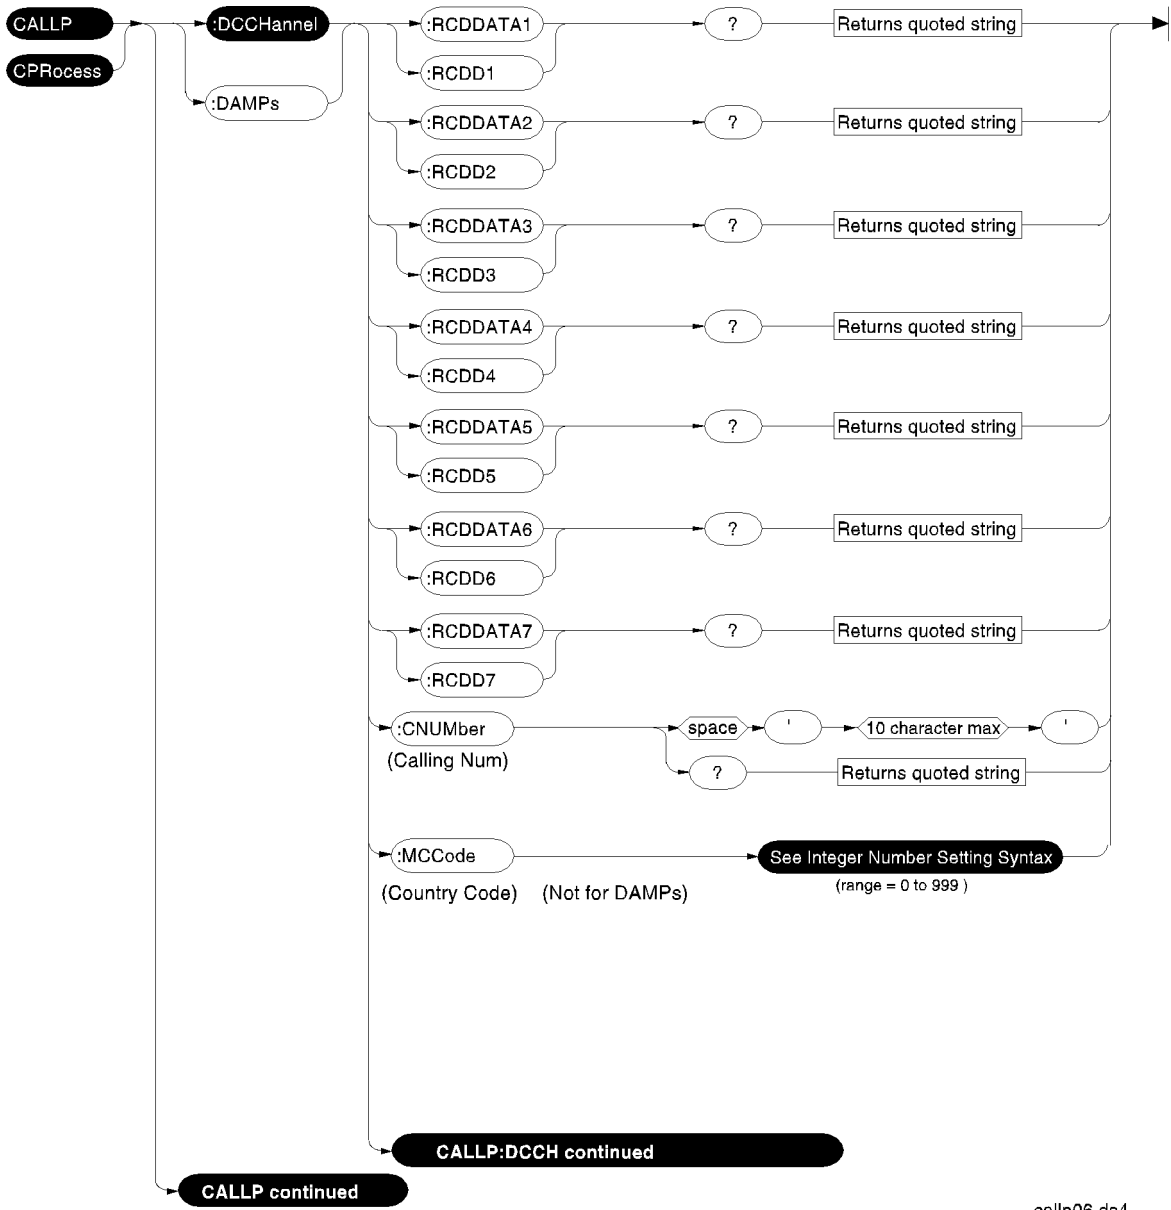 CALLP :DCCHannel :RCDDATA1 ? Returns quoted string
CPRocess :RCDD1
:DAMPs
:RCDDATA2 ? Returns quoted string
:RCDD2
:RCDDATA3 ? Returns quoted string
:RCDD3
:RCDDATA4 ? Returns quoted string
:RCDD4
:RCDDATA5 ? Returns quoted string
:RCDD5
:RCDDATA6 ? Returns quoted string
:RCDD6
:RCDDATA7 ? Returns quoted string
:RCDD7
:CNUMber space ' 10 character max '
(Calling Num) ? Returns quoted string
:MCCode See Integer Number Setting Syntax
(Country Code) (Not for DAMPs) (range = 0 to 999 )
CALLP:DCCH continued
CALLP continued